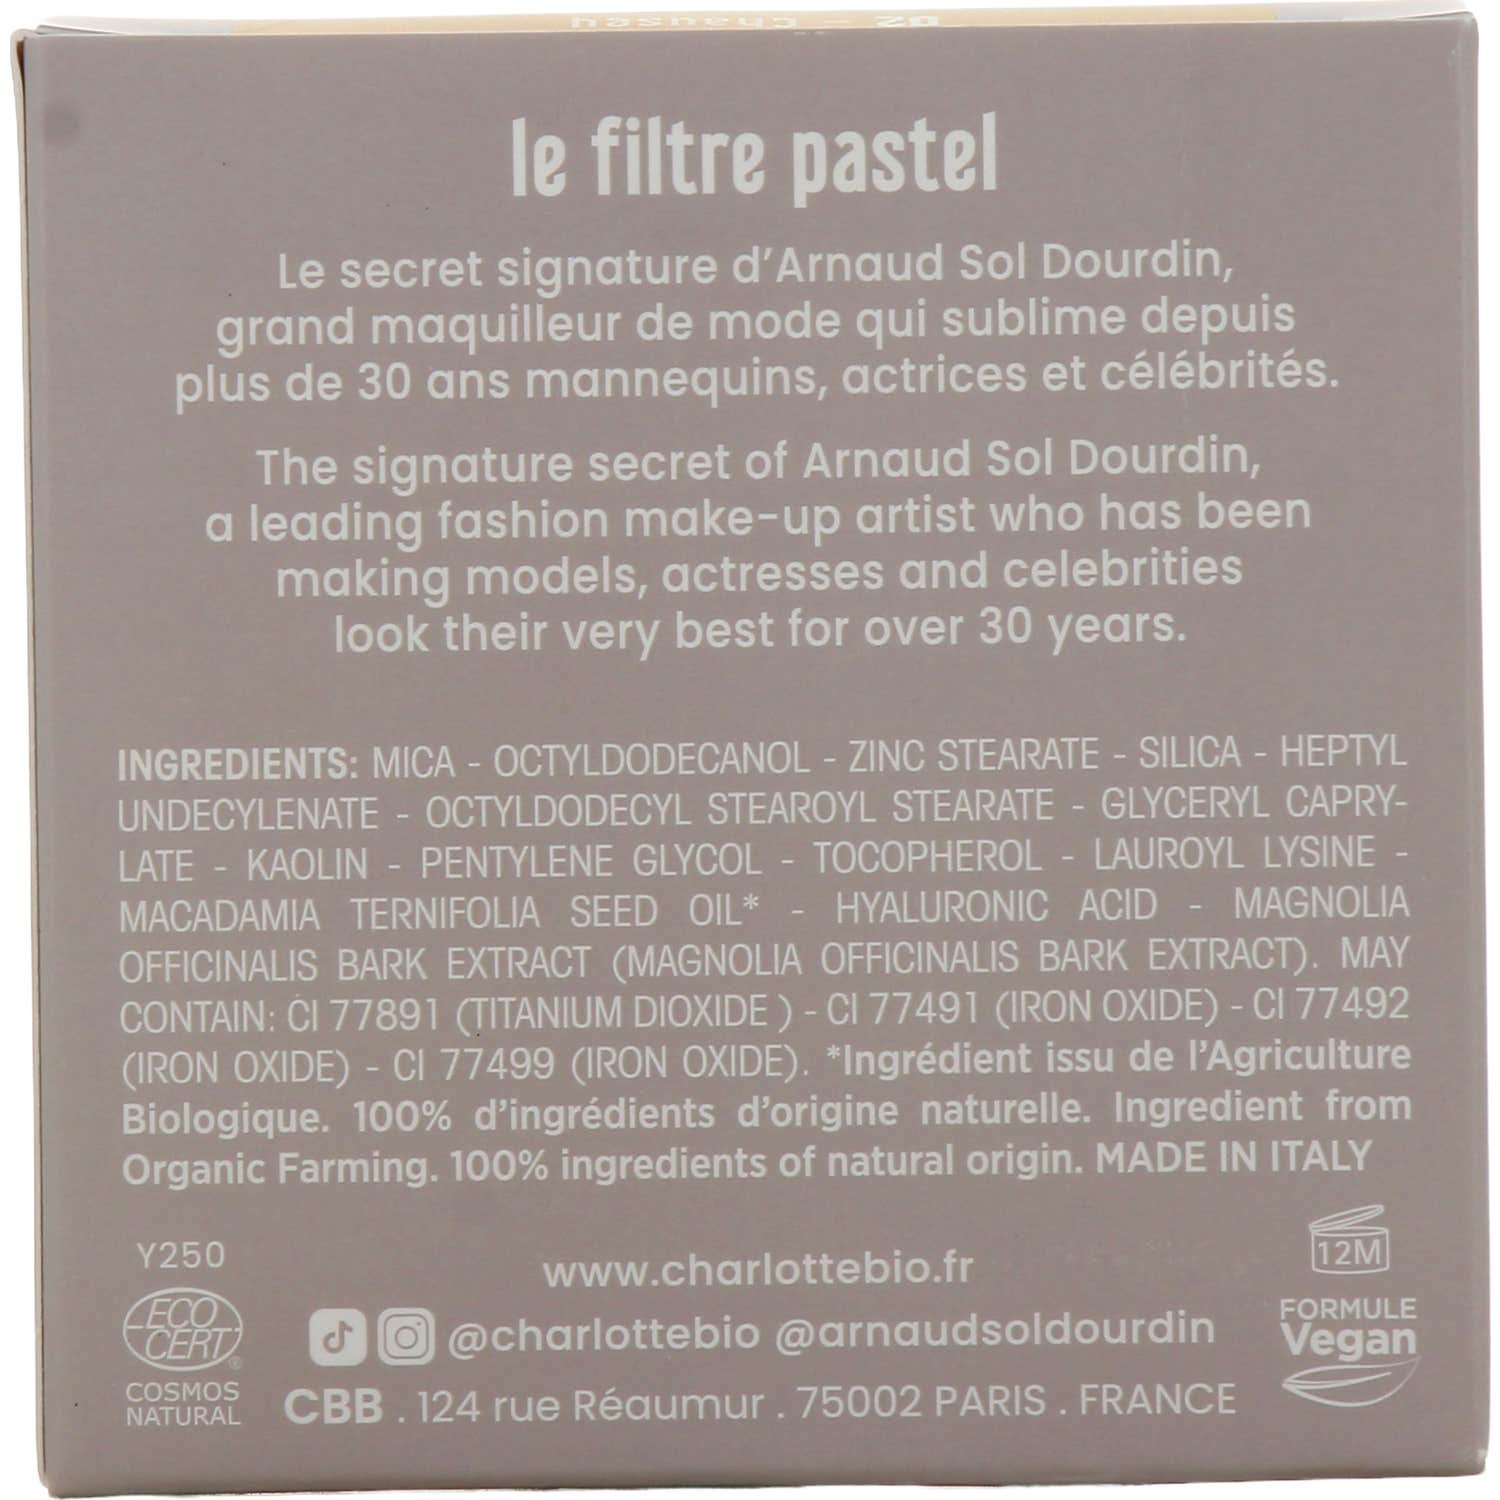 02 - Chausey
le filtre pastel
Le secret signature d’Arnaud Sol Dourdin,
grand maquilleur de mode qui sublime depuis
plus de 30 ans mannequins, actrices et célébrités.
The signature secret of Arnaud Sol Dourdin,
a leading fashion make-up artist who has been
making models, actresses and celebrities
look their very best for over 30 years.
INGREDIENTS: MICA - OCTYLDODECANOL - ZINC STEARATE - SILICA - HEPTYL
UNDECYLENATE - OCTYLDODECYL STEAROYL STEARATE - GLYCERYL CAPRY-
LATE - KAOLIN - PENTYLENE GLYCOL - TOCOPHEROL - LAUROYL LYSINE -
MACADAMIA TERNIFOLIA SEED OIL* - HYALURONIC ACID - MAGNOLIA
OFFICINALIS BARK EXTRACT (MAGNOLIA OFFICINALIS BARK EXTRACT). MAY
CONTAIN: CI 77891 (TITANIUM DIOXIDE ) - CI 77491 (IRON OXIDE) - CI 77492
(IRON OXIDE) - CI 77499 (IRON OXIDE). *Ingrédient issu de l’Agriculture
Biologique. 100% d’ingrédients d’origine naturelle. Ingredient from
Organic Farming. 100% ingredients of natural origin. MADE IN ITALY
Y250
ECO
CERT®
COSMOS
NATURAL
www.charlottebio.fr
@charlottebio @arnaudsoldourdin
CBB . 124 rue Réaumur . 75002 PARIS . FRANCE
12M
FORMULE
Vegan